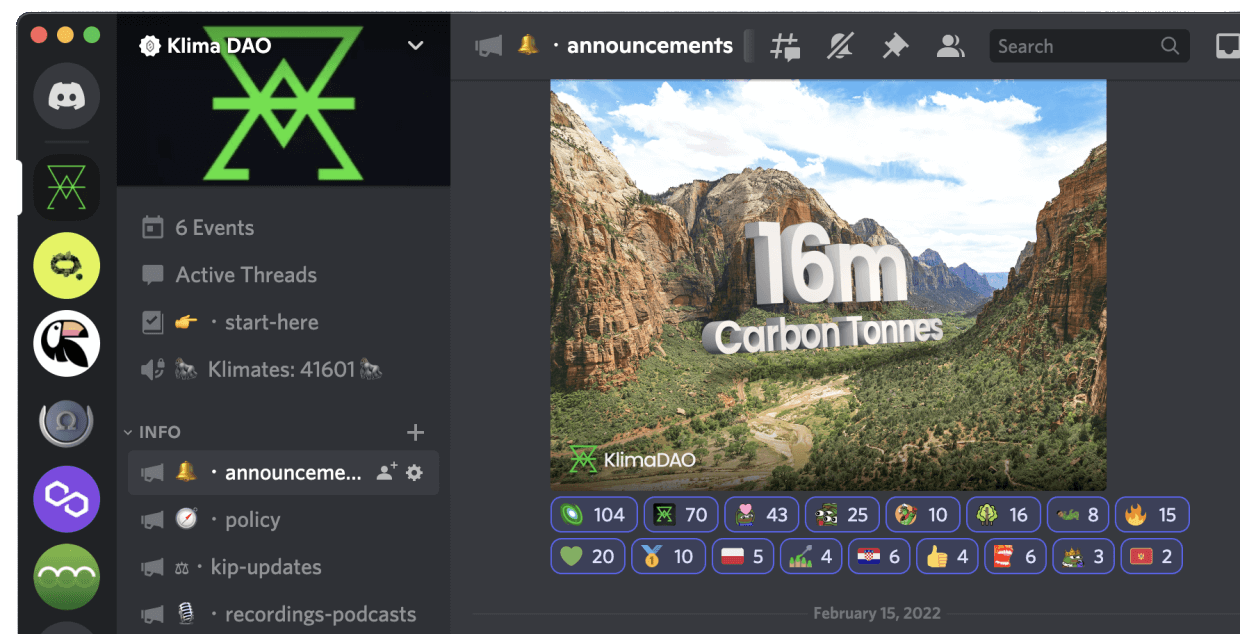 Klima DAO
6 Events
Active Threads
· start-here
Klimates: 41601
INFO
· announceme...
· policy
· kip-updates
· recordings-podcasts
· announcements
Search
16m
Carbon Tonnes
KlimaDAO
104 70 43 25 10 16 8 15
20 10 5 4 6 4 6 3 2
February 15, 2022